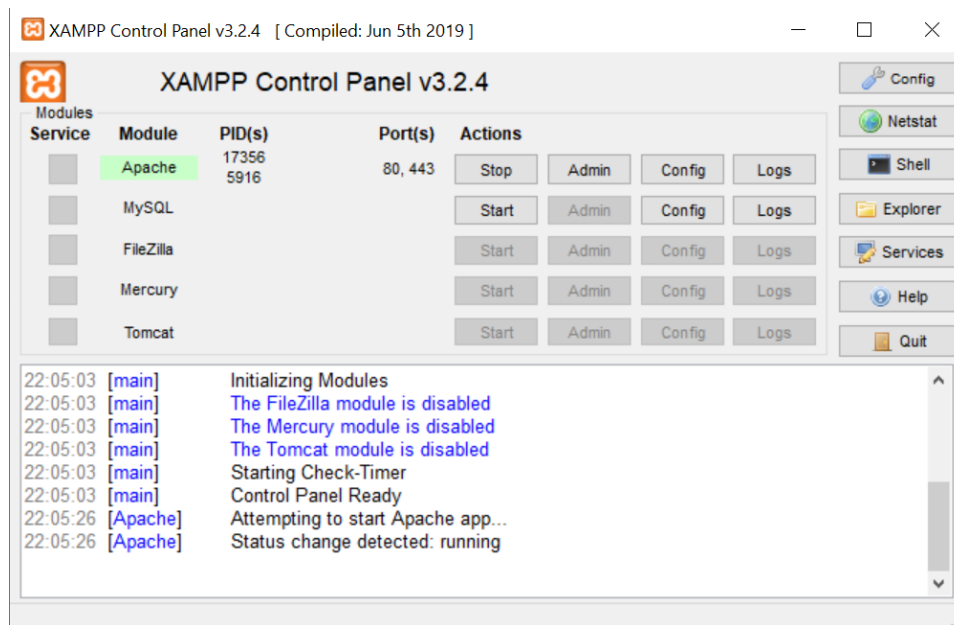 XAMPP Control Panel v3.2.4 [ Compiled: Jun 5th 2019 ]
XAMPP Control Panel v3.2.4
Config
Modules
Service Module PID(s) Port(s) Actions
Netstat
Apache 17356 5916 80, 443 Stop Admin Config Logs
Shell
MySQL Start Admin Config Logs
Explorer
FileZilla Start Admin Config Logs
Services
Mercury Start Admin Config Logs
Help
Tomcat Start Admin Config Logs
Quit
22:05:03 [main] Initializing Modules
22:05:03 [main] The FileZilla module is disabled
22:05:03 [main] The Mercury module is disabled
22:05:03 [main] The Tomcat module is disabled
22:05:03 [main] Starting Check-Timer
22:05:03 [main] Control Panel Ready
22:05:26 [Apache] Attempting to start Apache app...
22:05:26 [Apache] Status change detected: running